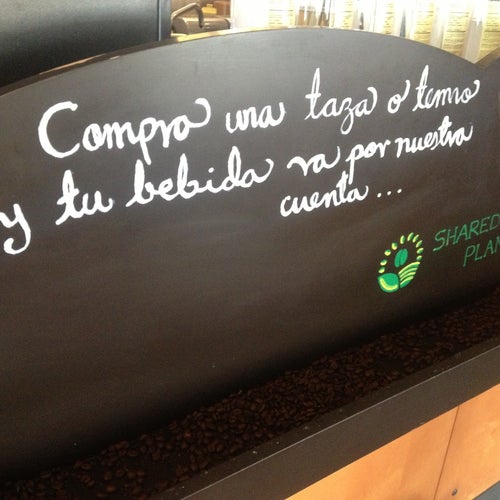 Compra una taza o termo
y tu bebida va por nuestra
cuenta...
SHARED
PLAN